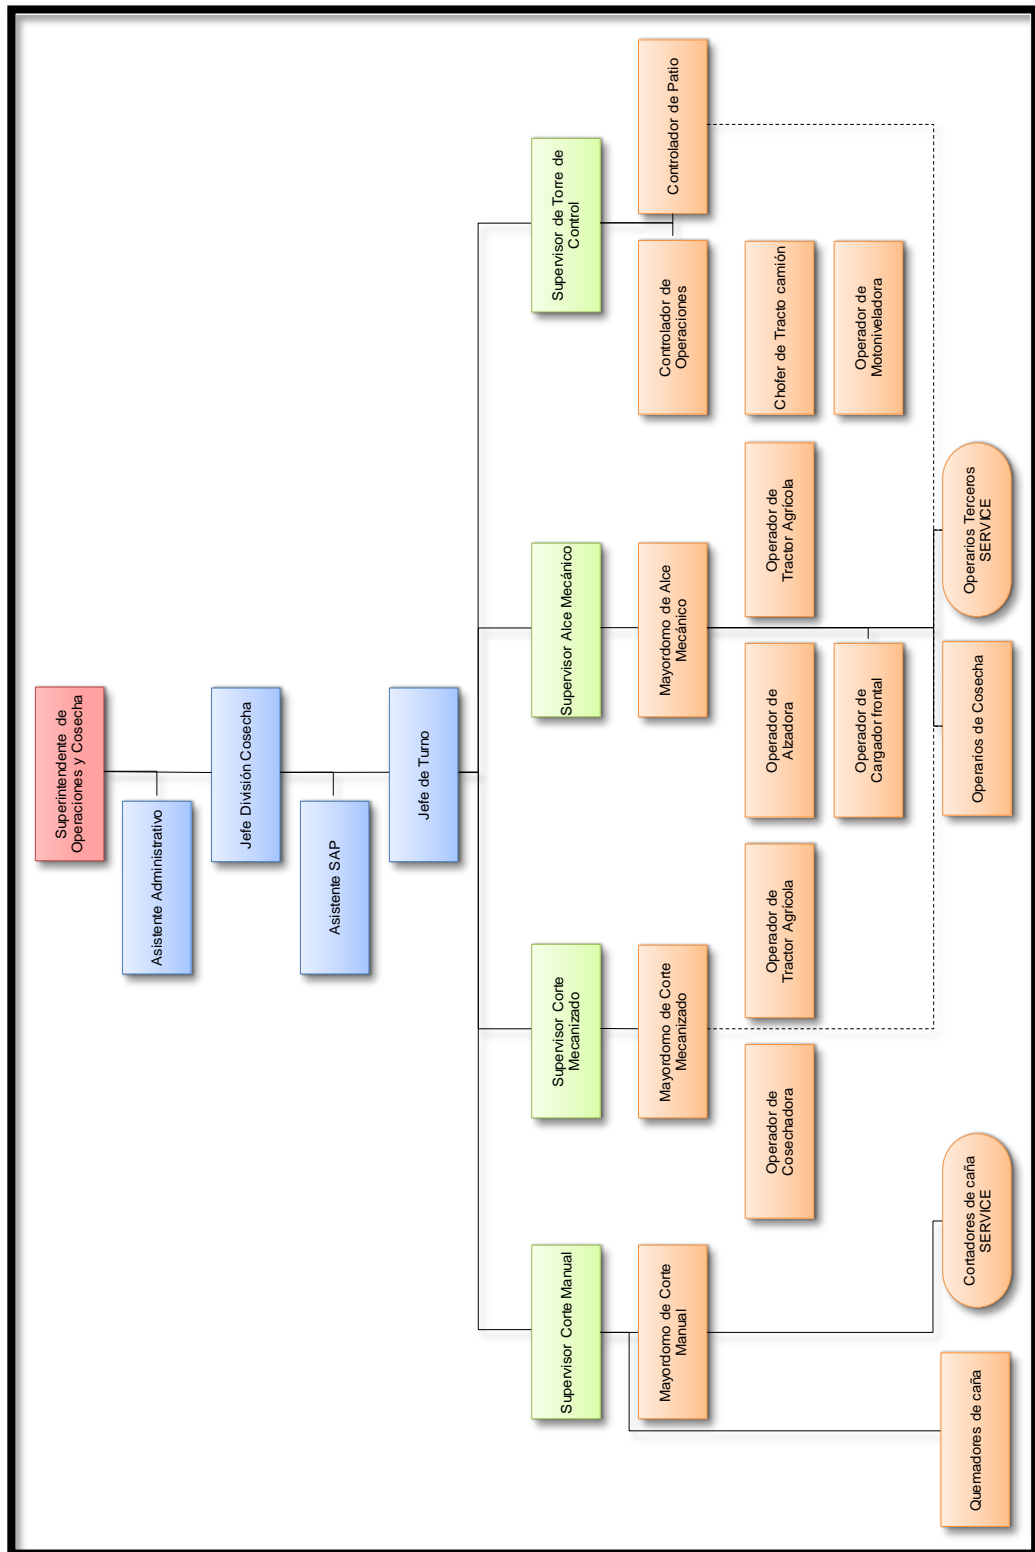 Superintendente de
Operaciones y Cosecha
Asistente Administrativo
Jefe División Cosecha
Asistente SAP
Jefe de Turno
Supervisor Corte Manual
Supervisor Corte
Mecanizado
Supervisor Alce Mecánico
Supervisor de Torre de
Control
Mayordomo de Corte
Manual
Mayordomo de Corte
Mecanizado
Mayordomo de Alce
Mecánico
Controlador de
Operaciones
Controlador de Patio
Operador de
Cosechadora
Operador de
Tractor Agrícola
Operador de
Alzadora
Operador de
Tractor Agrícola
Chofer de Tracto camión
Operador de
Cargador frontal
Operador de
Motoniveladora
Quemadores de caña
Cortadores de caña
SERVICE
Operarios de Cosecha
Operarios Terceros
SERVICE